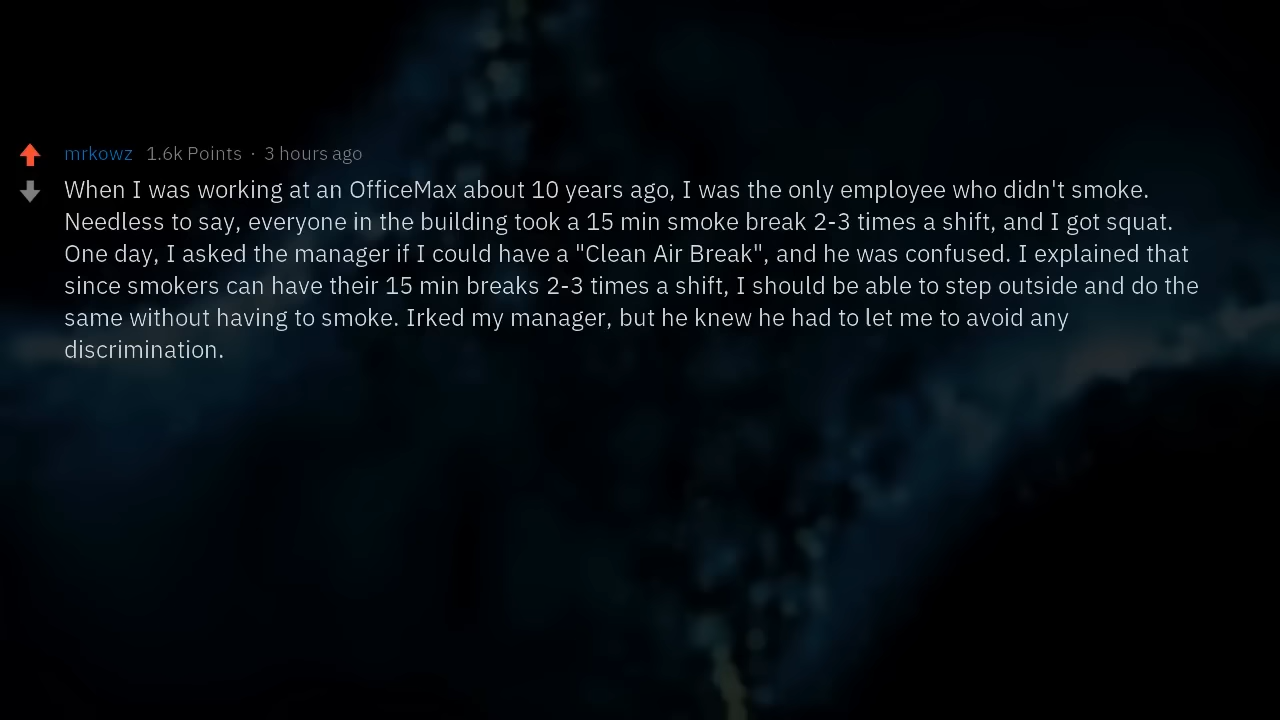 mrkowz 1.6k Points · 3 hours ago
When I was working at an OfficeMax about 10 years ago, I was the only employee who didn't smoke.
Needless to say, everyone in the building took a 15 min smoke break 2-3 times a shift, and I got squat.
One day, I asked the manager if I could have a "Clean Air Break", and he was confused. I explained that
since smokers can have their 15 min breaks 2-3 times a shift, I should be able to step outside and do the
same without having to smoke. Irked my manager, but he knew he had to let me to avoid any
discrimination.